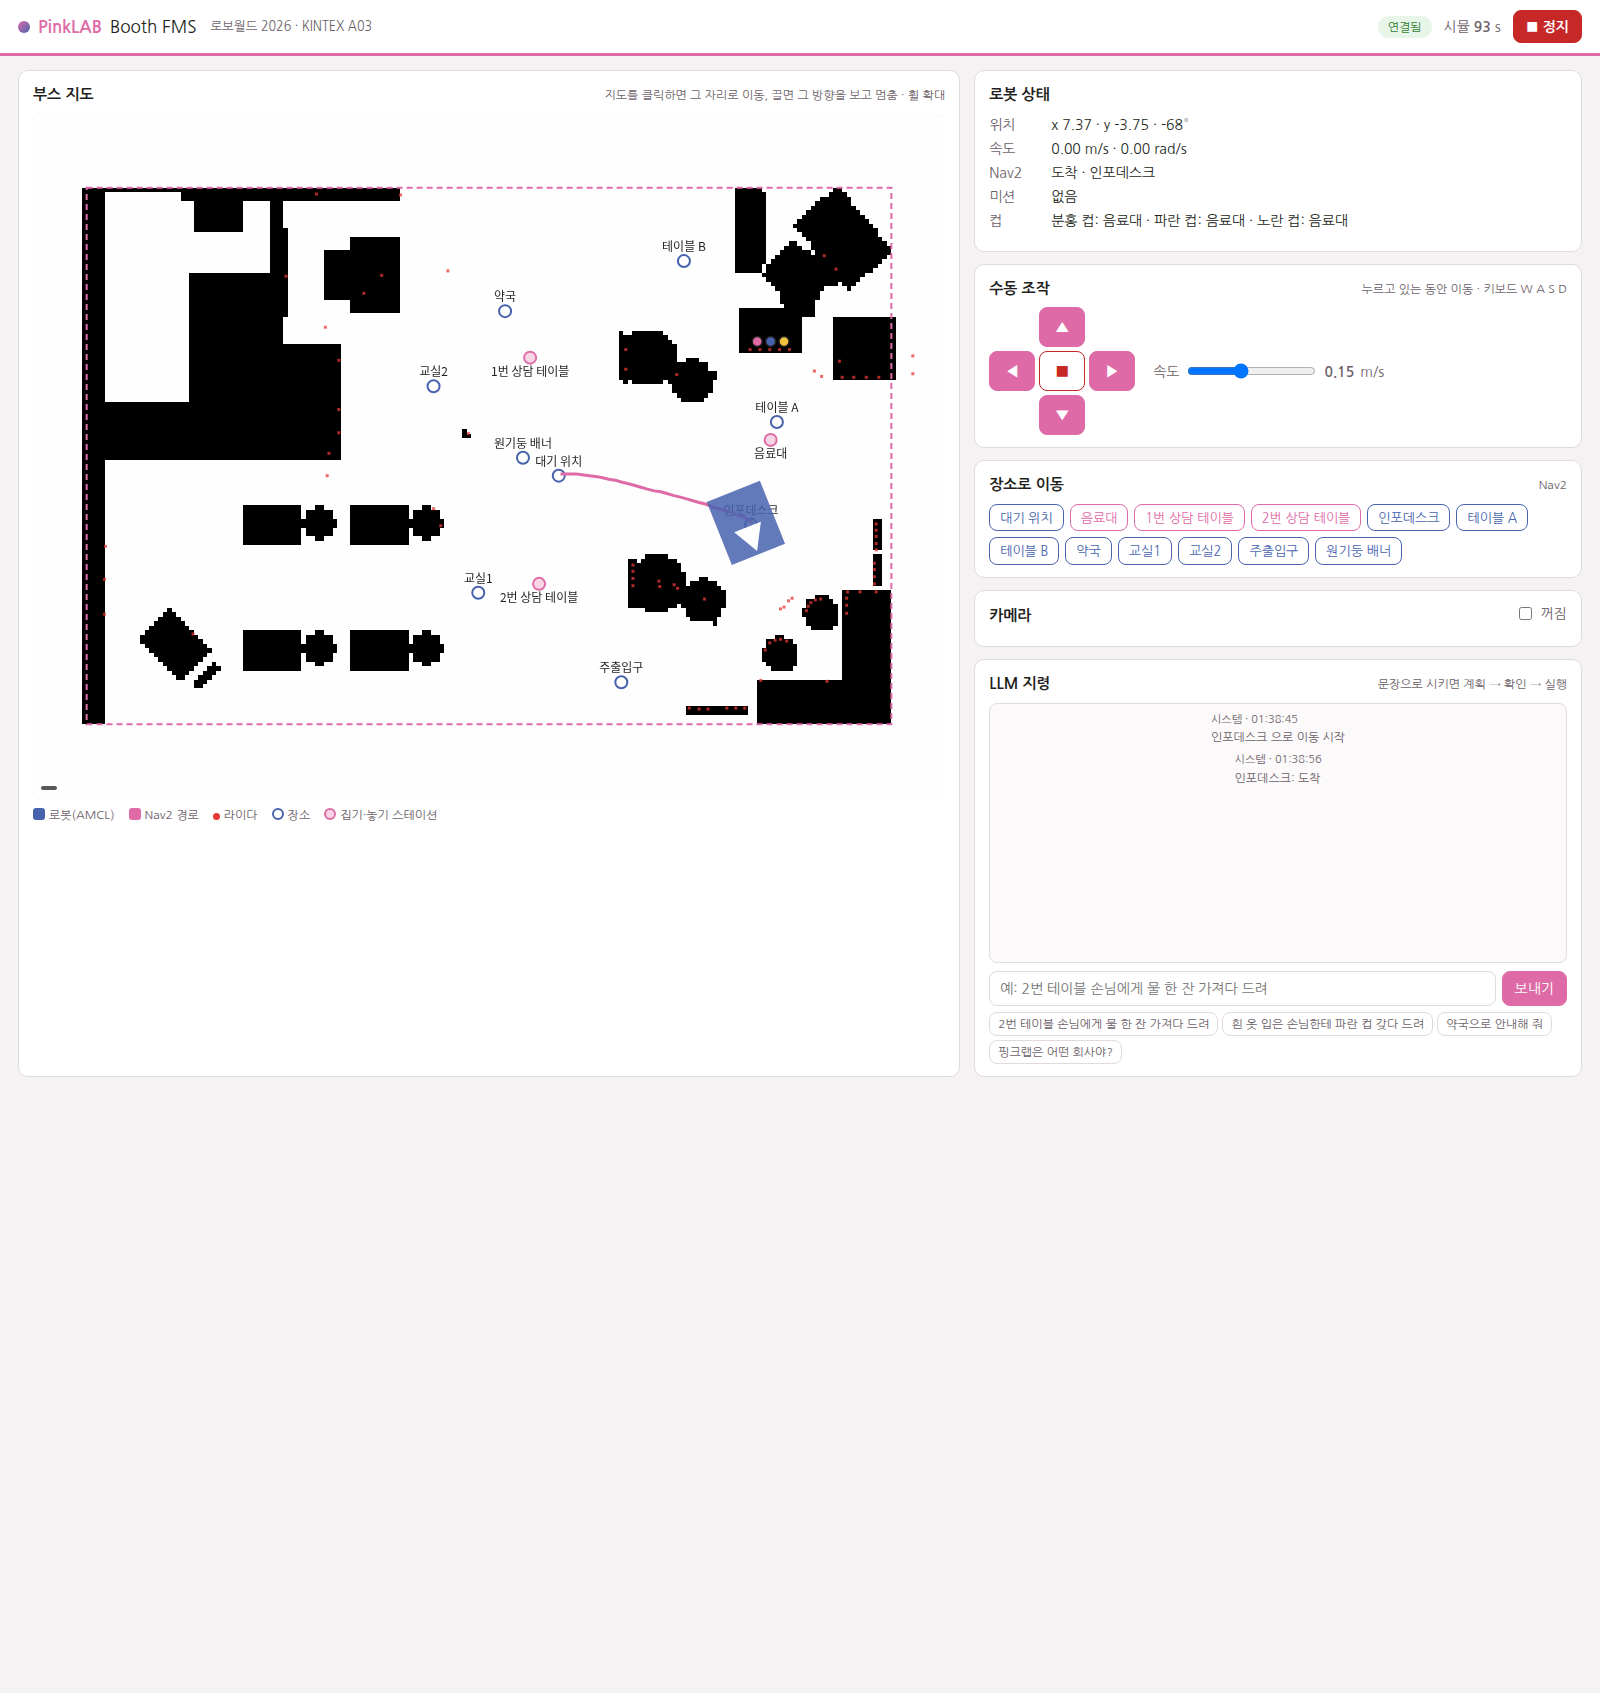 PinkLAB Booth FMS 로보월드 2026 · KINTEX A03
연결됨 시뮬 93 s ■ 정지
부스 지도
지도를 클릭하면 그 자리로 이동, 끌면 그 방향을 보고 멈춤 · 휠 확대
테이블 B
약국
1번 상담 테이블
교실2
테이블 A
원기둥 배너
음료대
대기 위치
인포데스크
교실1
2번 상담 테이블
주출입구
로봇(AMCL) Nav2 경로 라이다 장소 집기·놓기 스테이션
로봇 상태
위치 x 7.37 · y -3.75 · -68°
속도 0.00 m/s · 0.00 rad/s
Nav2 도착 · 인포데스크
미션 없음
컵 분홍 컵: 음료대 · 파란 컵: 음료대 · 노란 컵: 음료대
수동 조작 누르고 있는 동안 이동 · 키보드 W A S D
▲
◀ ■ ▶ 속도 0.15 m/s
▼
장소로 이동 Nav2
대기 위치 음료대 1번 상담 테이블 2번 상담 테이블 인포데스크 테이블 A
테이블 B 약국 교실1 교실2 주출입구 원기둥 배너
카메라 꺼짐
LLM 지령 문장으로 시키면 계획 → 확인 → 실행
시스템 · 01:38:45
인포데스크 으로 이동 시작
시스템 · 01:38:56
인포데스크: 도착
예: 2번 테이블 손님에게 물 한 잔 가져다 드려 보내기
2번 테이블 손님에게 물 한 잔 가져다 드려 흰 옷 입은 손님한테 파란 컵 갖다 드려 약국으로 안내해 줘
핑크랩은 어떤 회사야?